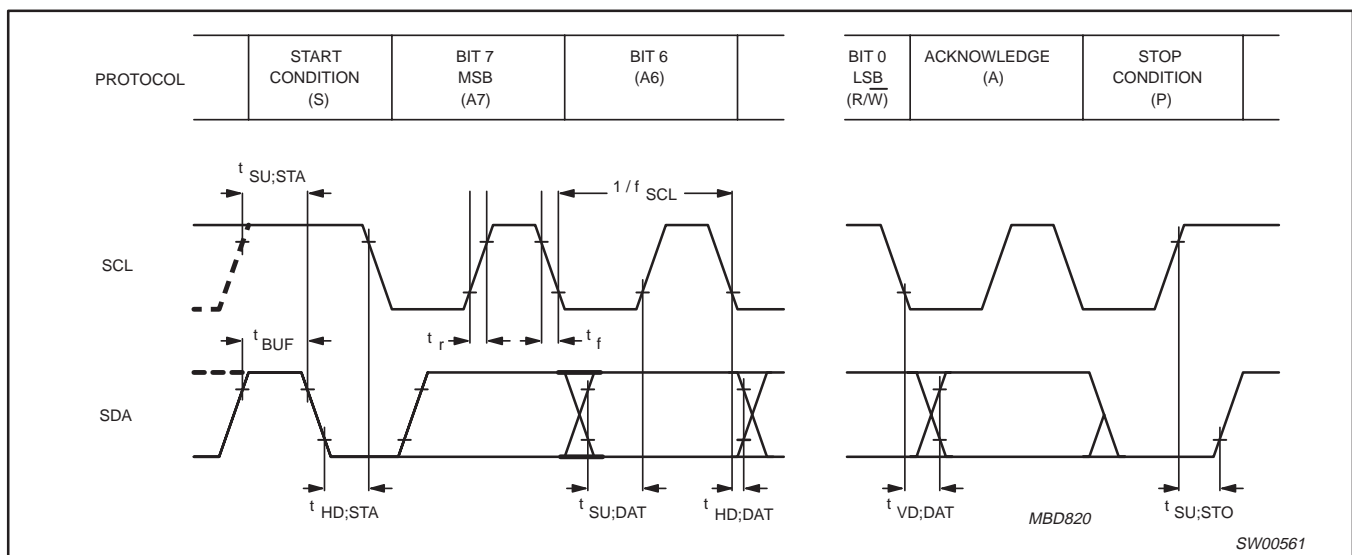 PROTOCOL
START
CONDITION
(S)
BIT 7
MSB
(A7)
BIT 6
(A6)
BIT 0
LSB
(R/W̅)
ACKNOWLEDGE
(A)
STOP
CONDITION
(P)
t SU;STA
1 / f SCL
SCL
t BUF
t r
t f
SDA
t HD;STA
t SU;DAT
t HD;DAT
t VD;DAT
MBD820
t SU;STO
SW00561